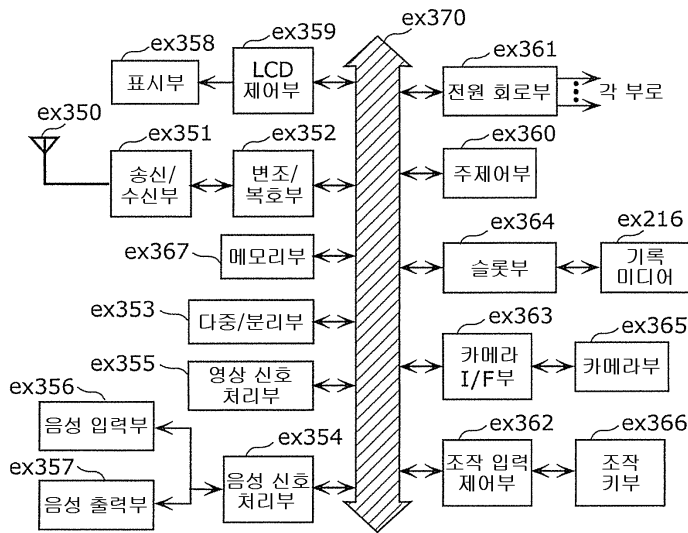 ex370
ex358
표시부
ex359
LCD
제어부
ex361
전원 회로부
각 부로
ex350
ex351
송신/
수신부
ex352
변조/
복호부
ex360
주제어부
ex367
메모리부
ex364
슬롯부
ex216
기록
미디어
ex353
다중/분리부
ex363
카메라
I/F부
ex365
카메라부
ex355
영상 신호
처리부
ex356
음성 입력부
ex357
음성 출력부
ex354
음성 신호
처리부
ex362
조작 입력
제어부
ex366
조작
키부